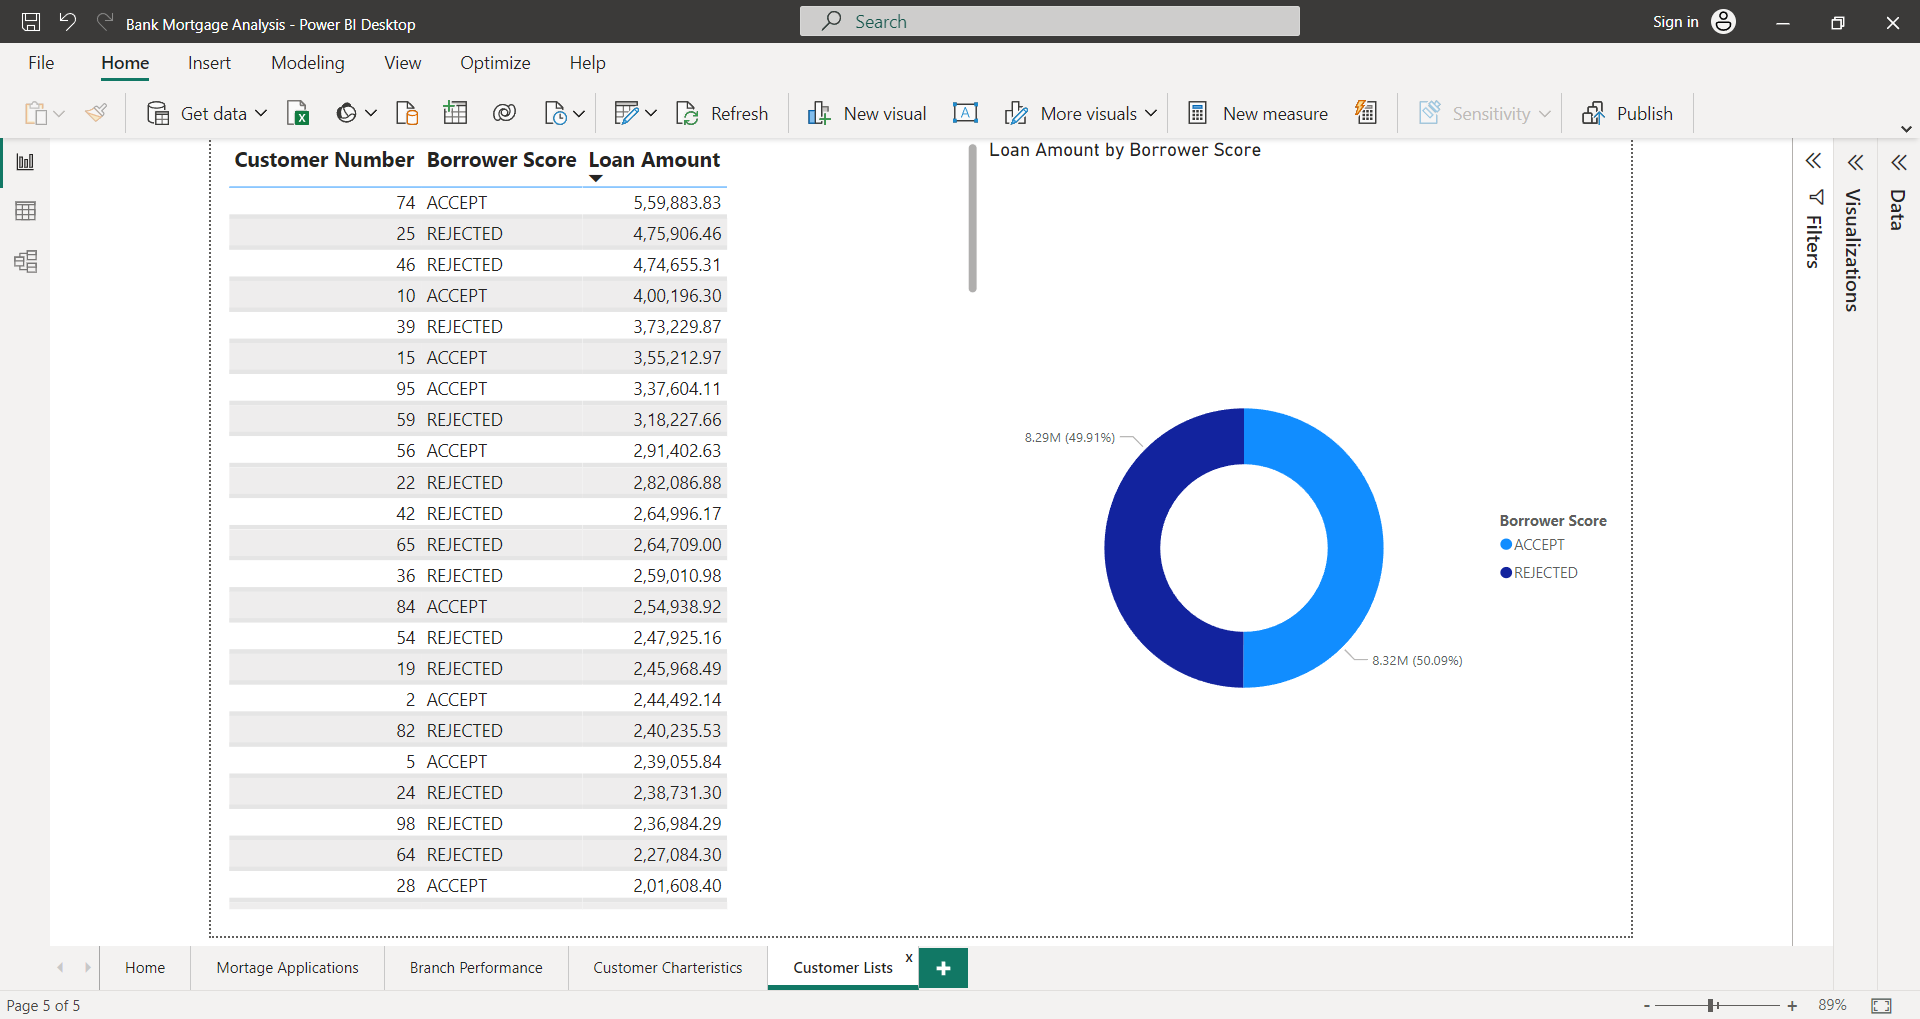 Bank Mortgage Analysis - Power BI Desktop
Search
Sign in
File Home Insert Modeling View Optimize Help
Get data Refresh New visual A More visuals New measure Sensitivity Publish
Customer Number Borrower Score Loan Amount
74 ACCEPT 5,59,883.83
25 REJECTED 4,75,906.46
46 REJECTED 4,74,655.31
10 ACCEPT 4,00,196.30
39 REJECTED 3,73,229.87
15 ACCEPT 3,55,212.97
95 ACCEPT 3,37,604.11
59 REJECTED 3,18,227.66
56 ACCEPT 2,91,402.63
22 REJECTED 2,82,086.88
42 REJECTED 2,64,996.17
65 REJECTED 2,64,709.00
36 REJECTED 2,59,010.98
84 ACCEPT 2,54,938.92
54 REJECTED 2,47,925.16
19 REJECTED 2,45,968.49
2 ACCEPT 2,44,492.14
82 REJECTED 2,40,235.53
5 ACCEPT 2,39,055.84
24 REJECTED 2,38,731.30
98 REJECTED 2,36,984.29
64 REJECTED 2,27,084.30
28 ACCEPT 2,01,608.40
Loan Amount by Borrower Score
8.29M (49.91%)
8.32M (50.09%)
Borrower Score
ACCEPT
REJECTED
Filters
Visualizations
Data
Home Mortage Applications Branch Performance Customer Charteristics Customer Lists x +
Page 5 of 5
- + 89%